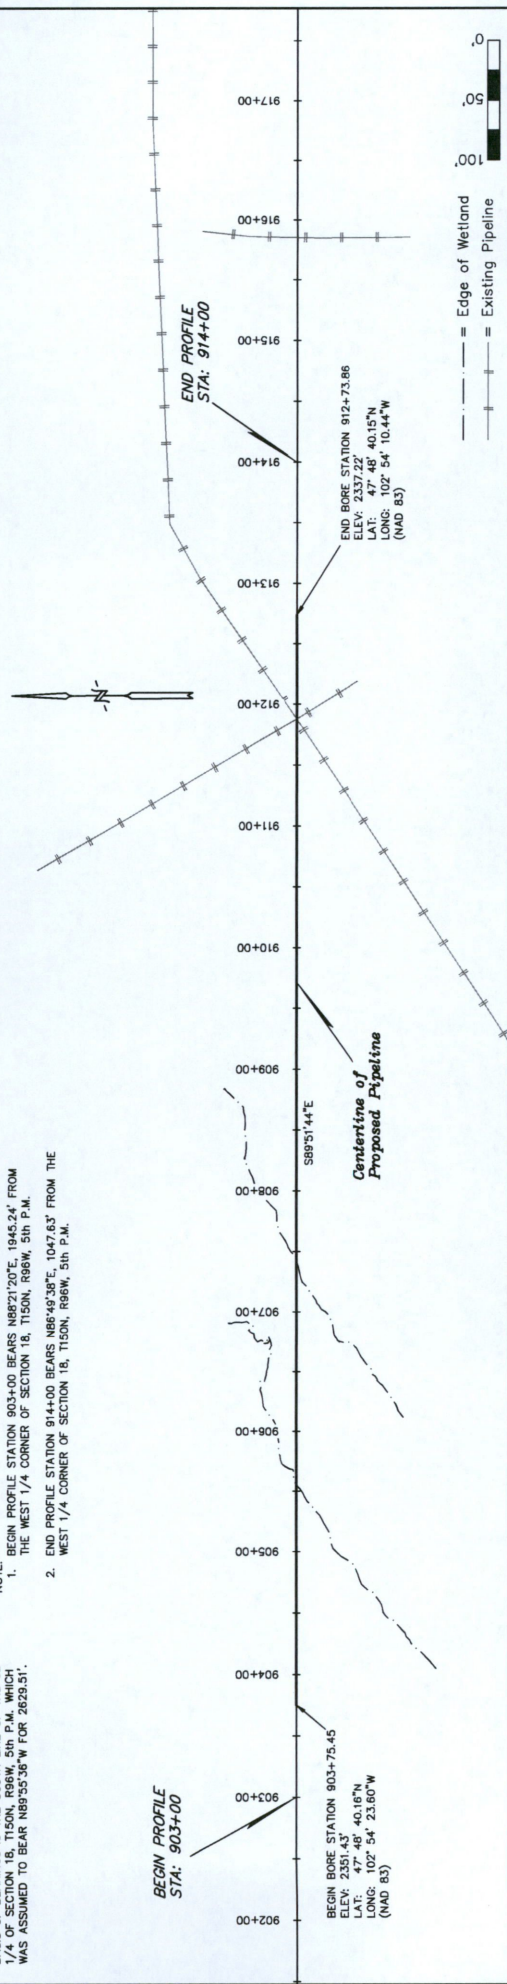 1/4 OF SECTION 18, T150N, R96W, 5th P.M. WHICH
WAS ASSUMED TO BEAR N89°55'36"W FOR 2629.51'.
NOTE:
1. BEGIN PROFILE STATION 903+00 BEARS N88°21'20"E, 1945.24' FROM
THE WEST 1/4 CORNER OF SECTION 18, T150N, R96W, 5th P.M.
2. END PROFILE STATION 914+00 BEARS N86°49'38"E, 1047.63' FROM THE
WEST 1/4 CORNER OF SECTION 18, T150N, R96W, 5th P.M.
N
BEGIN PROFILE
STA: 903+00
END PROFILE
STA: 914+00
902+00
903+00
904+00
905+00
906+00
907+00
908+00
909+00
910+00
911+00
912+00
913+00
914+00
915+00
916+00
917+00
S89°51'44"E
Centerline of
Proposed Pipeline
BEGIN BORE STATION 903+75.45
ELEV: 2351.43'
LAT: 47° 48' 40.16"N
LONG: 102° 54' 23.60"W
(NAD 83)
END BORE STATION 912+73.86
ELEV: 2337.22'
LAT: 47° 48' 40.15"N
LONG: 102° 54' 10.44"W
(NAD 83)
= Edge of Wetland
= Existing Pipeline
100'
50'
0'